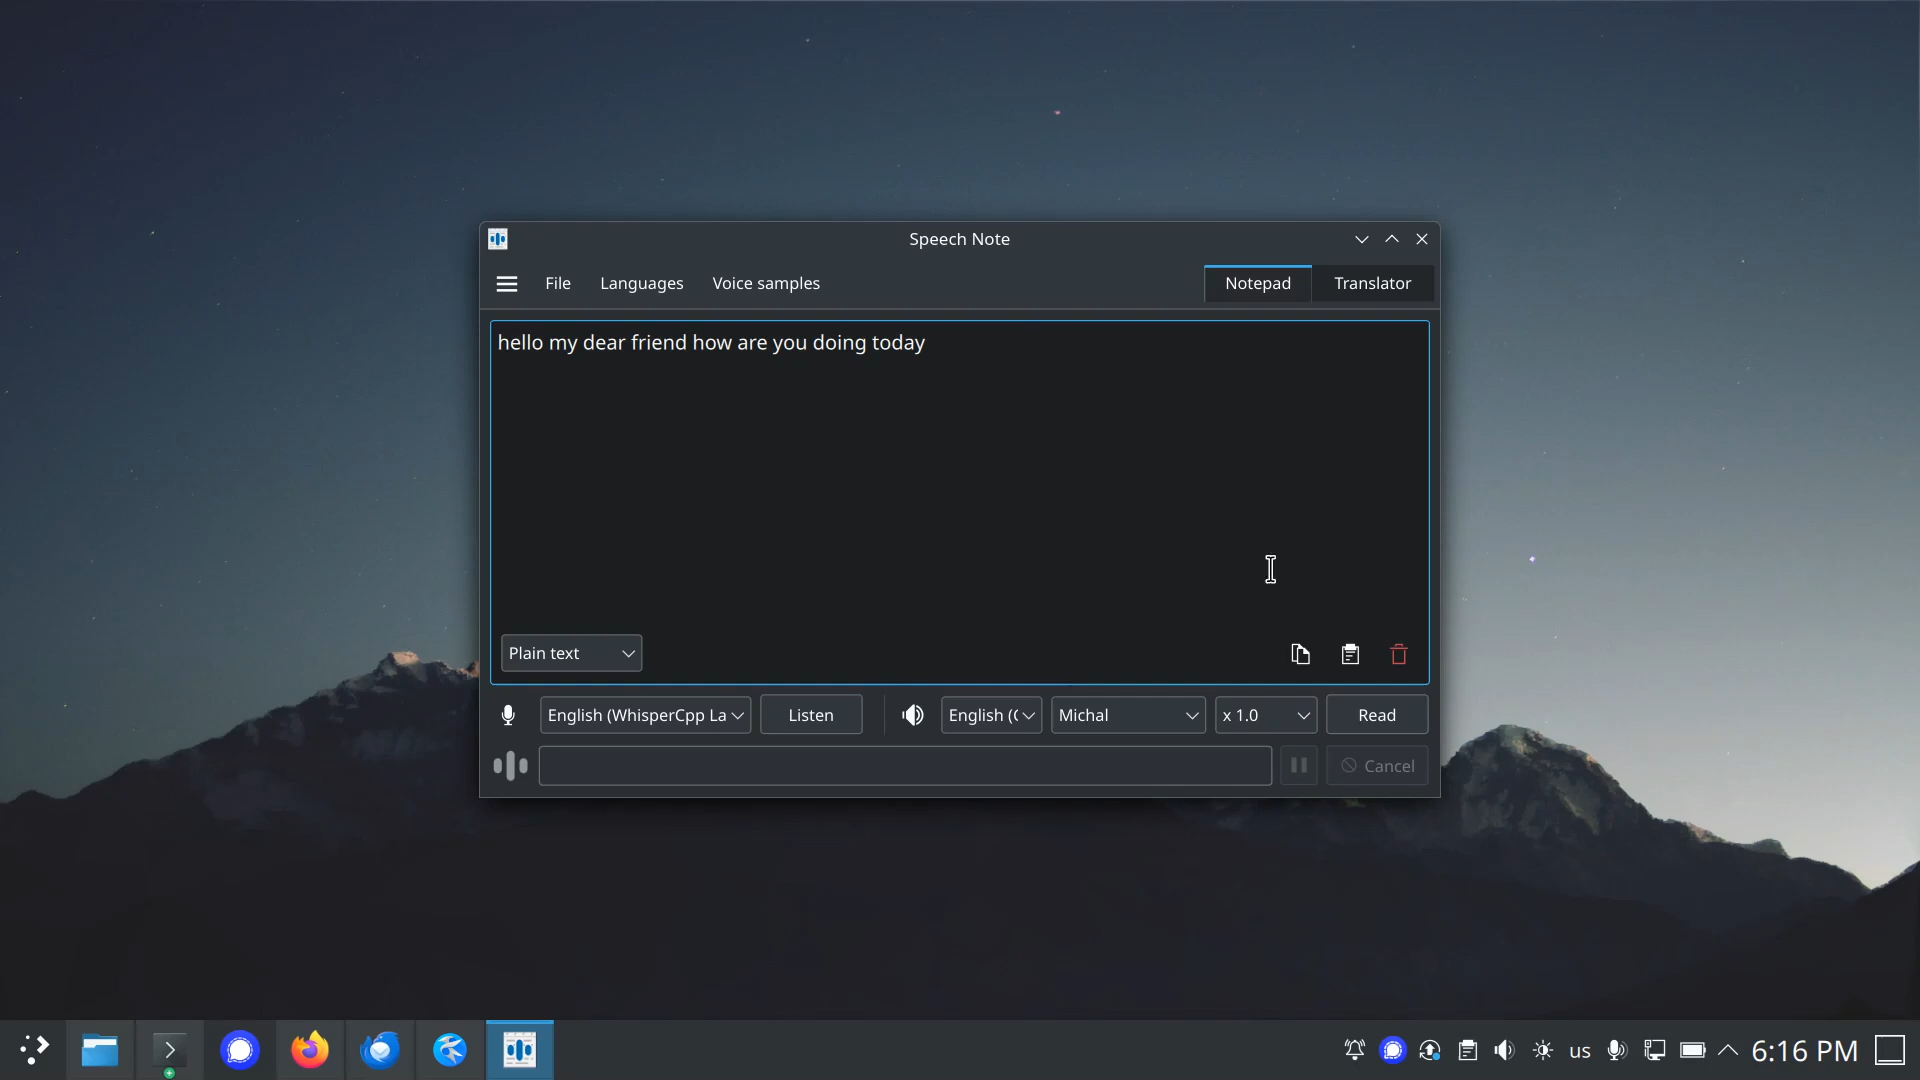 Speech Note
File Languages Voice samples Notepad Translator
hello my dear friend how are you doing today
Plain text
English (WhisperCpp La Listen English (C Michal x 1.0 Read
Cancel
us 6:16 PM